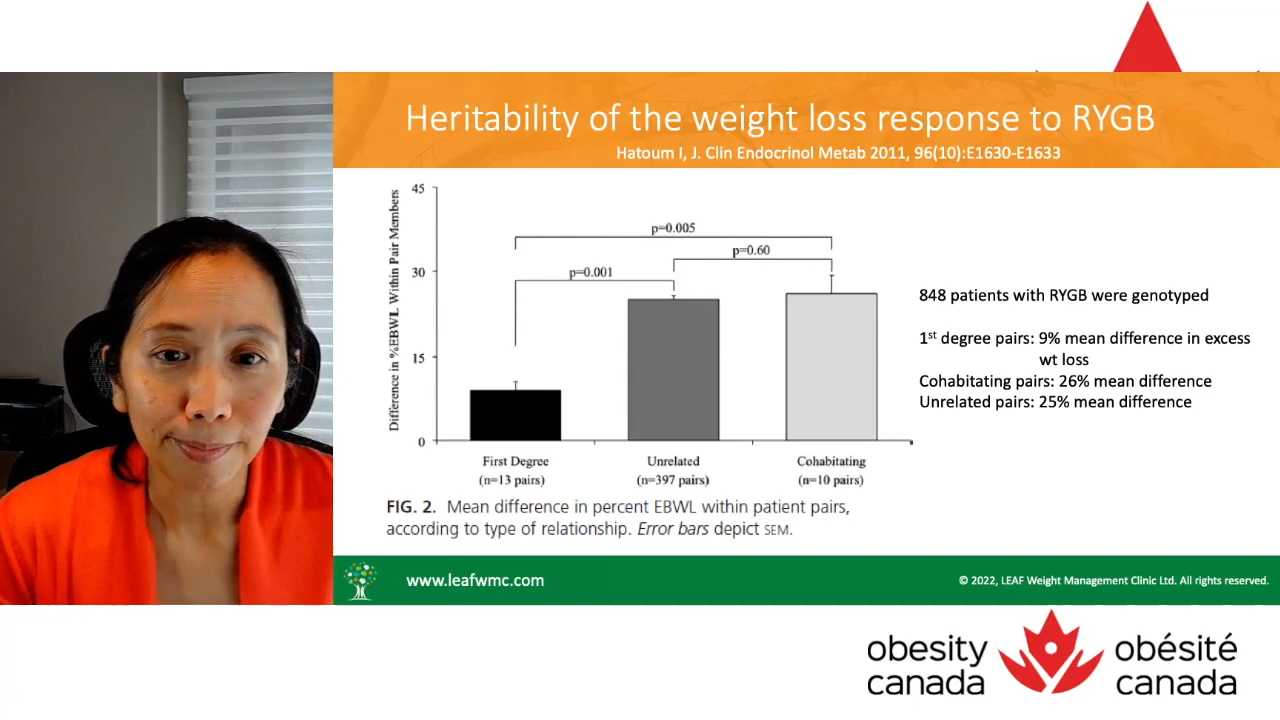 Heritability of the weight loss response to RYGB
Hatoum I, J. Clin Endocrinol Metab 2011, 96(10):E1630-E1633
Difference in %EBWL Within Pair Members
45
30
15
0
p=0.005
p=0.60
p=0.001
First Degree
(n=13 pairs)
Unrelated
(n=397 pairs)
Cohabitating
(n=10 pairs)
FIG. 2. Mean difference in percent EBWL within patient pairs,
according to type of relationship. Error bars depict SEM.
848 patients with RYGB were genotyped
1st degree pairs: 9% mean difference in excess
wt loss
Cohabitating pairs: 26% mean difference
Unrelated pairs: 25% mean difference
www.leafwmc.com
© 2022, LEAF Weight Management Clinic Ltd. All rights reserved.
obesity
canada
obésité
canada